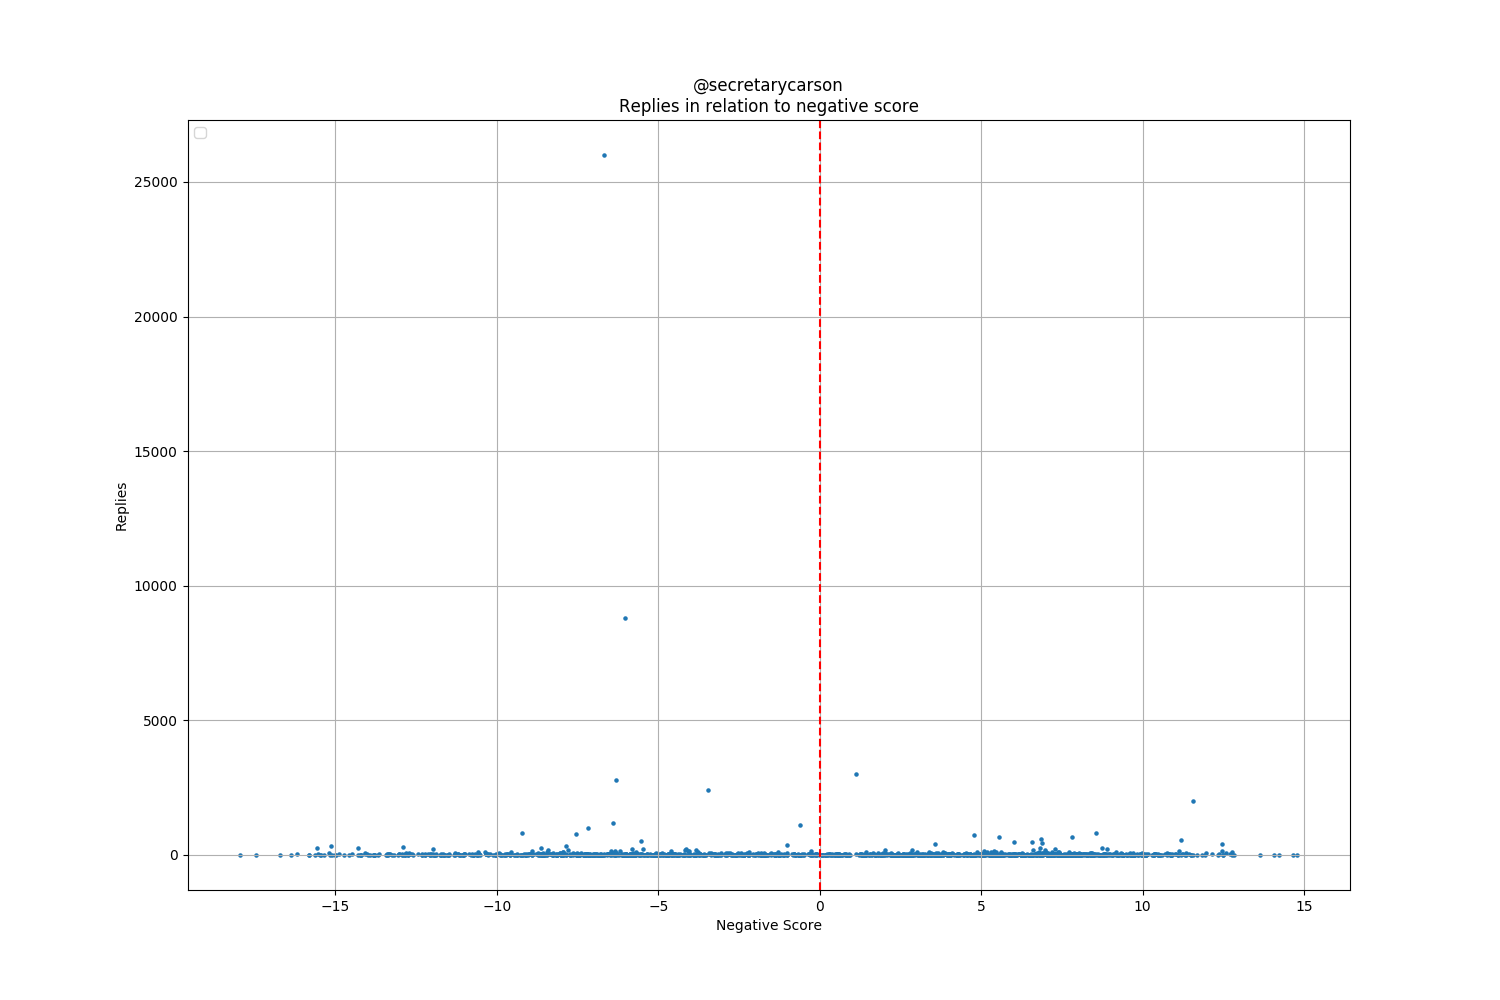 @secretarycarson
Replies in relation to negative score
25000
20000
15000
10000
5000
0
Replies
−15 −10 −5 0 5 10 15
Negative Score